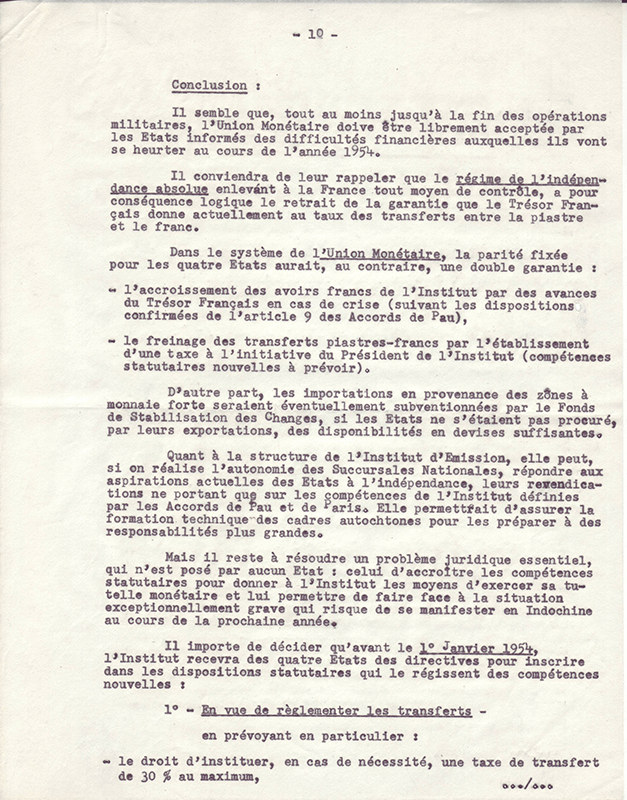 - 10 -
Conclusion :
Il semble que, tout au moins jusqu'à la fin des opérations
militaires, l'Union Monétaire doive être librement acceptée par
les Etats informés des difficultés financières auxquelles ils vont
se heurter au cours de l'année 1954.
Il conviendra de leur rappeler que le régime de l'indépen-
dance absolue enlevant à la France tout moyen de contrôle, a pour
conséquence logique le retrait de la garantie que le Trésor Fran-
çais donne actuellement au taux des transferts entre la piastre
et le franc.
Dans le système de l'Union Monétaire, la parité fixée
pour les quatre Etats aurait, au contraire, une double garantie :
- l'accroissement des avoirs francs de l'Institut par des avances
du Trésor Français en cas de crise (suivant les dispositions
confirmées de l'article 9 des Accords de Pau),
- le freinage des transferts piastres-francs par l'établissement
d'une taxe à l'initiative du Président de l'Institut (compétences
statutaires nouvelles à prévoir).
D'autre part, les importations en provenance des zônes à
monnaie forte seraient éventuellement subventionnées par le Fonds
de Stabilisation des Changes, si les Etats ne s'étaient pas procuré,
par leurs exportations, des disponibilités en devises suffisantes.
Quant à la structure de l'Institut d'Emission, elle peut,
si on réalise l'autonomie des Succursales Nationales, répondre aux
aspirations actuelles des Etats à l'indépendance, leurs revendica-
tions ne portant que sur les compétences de l'Institut définies
par les Accords de Pau et de Paris. Elle permettrait d'assurer la
formation technique des cadres autochtones pour les préparer à des
responsabilités plus grandes.
Mais il reste à résoudre un problème juridique essentiel,
qui n'est posé par aucun Etat : celui d'accroître les compétences
statutaires pour donner à l'Institut les moyens d'exercer sa tu-
telle monétaire et lui permettre de faire face à la situation
exceptionnellement grave qui risque de se manifester en Indochine
au cours de la prochaine année.
Il importe de décider qu'avant le 1° Janvier 1954,
l'Institut recevra des quatre Etats des directives pour inscrire
dans les dispositions statutaires qui le régissent des compétences
nouvelles :
1° - En vue de règlementer les transferts -
en prévoyant en particulier :
- le droit d'instituer, en cas de nécessité, une taxe de transfert
de 30 % au maximum,
.../...